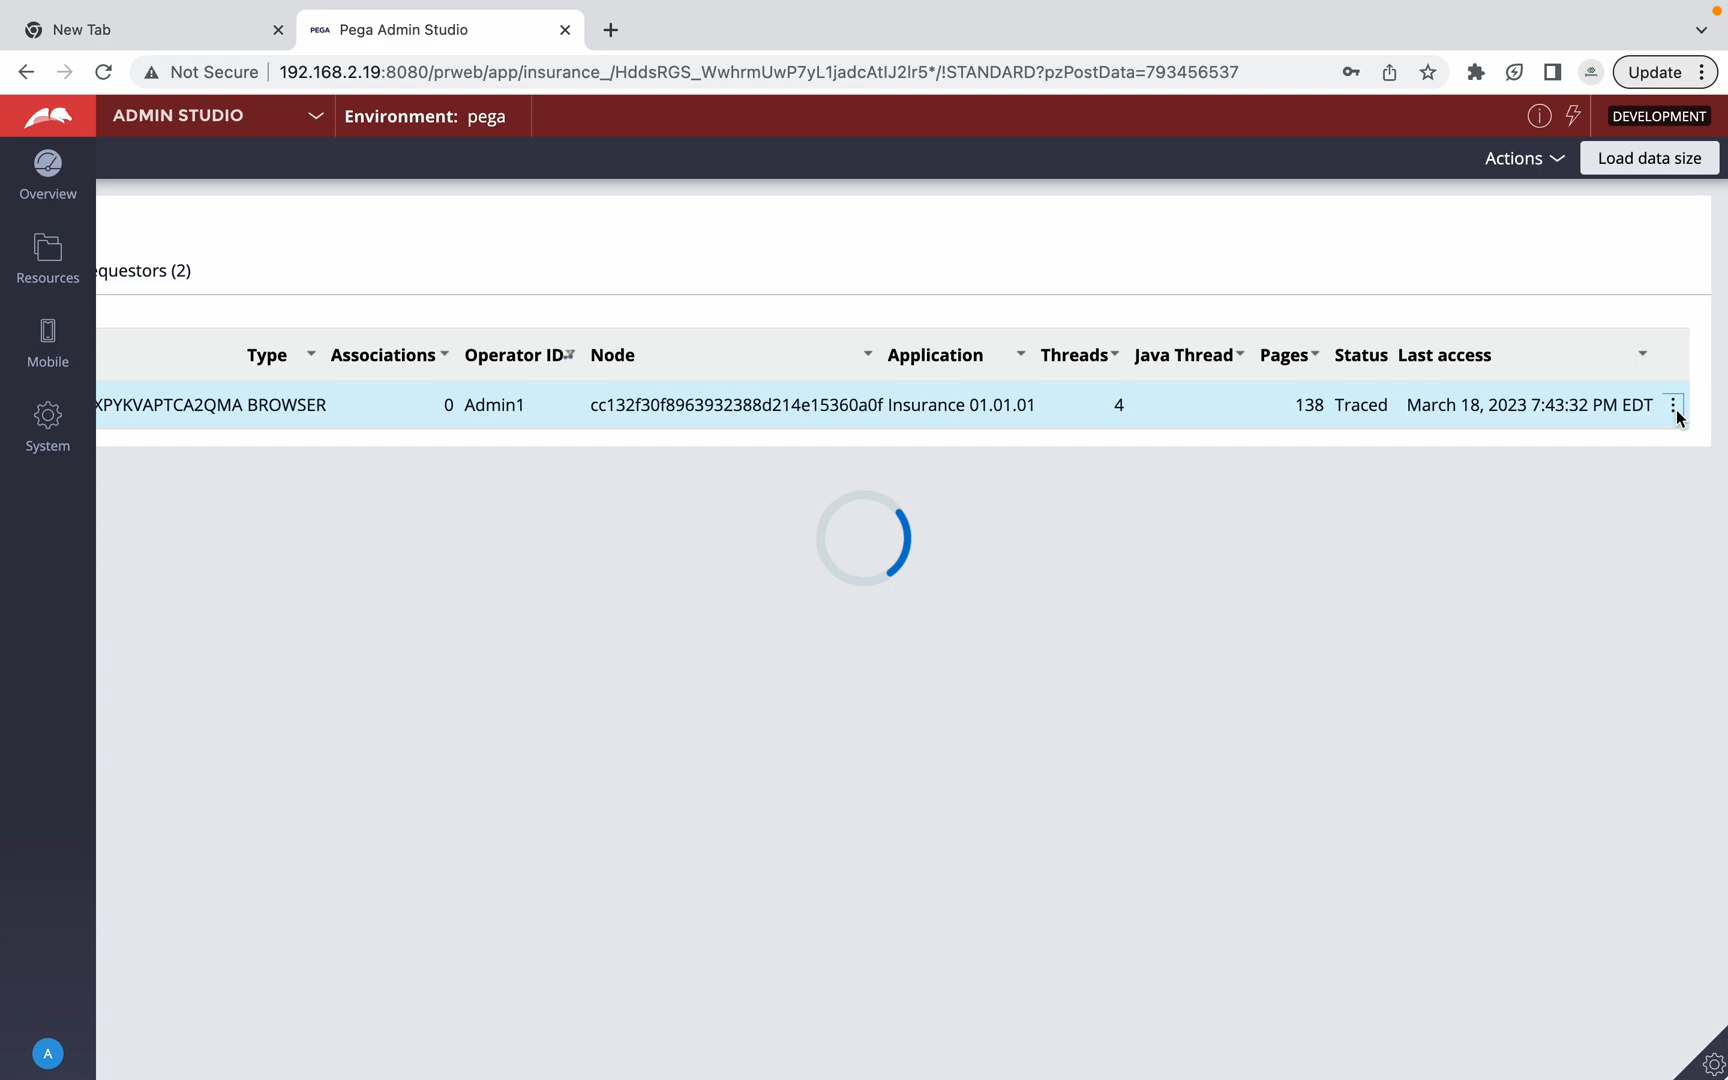 New Tab
PEGA Pega Admin Studio
Not Secure 192.168.2.19:8080/prweb/app/insurance_/HddsRGS_WwhrmUwP7yL1jadcAtIJ2Ir5*/!STANDARD?pzPostData=793456537
Update
ADMIN STUDIO Environment: pega DEVELOPMENT
Actions Load data size
Overview
Resources
Mobile
System
equestors (2)
Type Associations Operator ID Node Application Threads Java Thread Pages Status Last access
XPYKVAPTCA2QMA BROWSER 0 Admin1 cc132f30f8963932388d214e15360a0f Insurance 01.01.01 4 138 Traced March 18, 2023 7:43:32 PM EDT
A